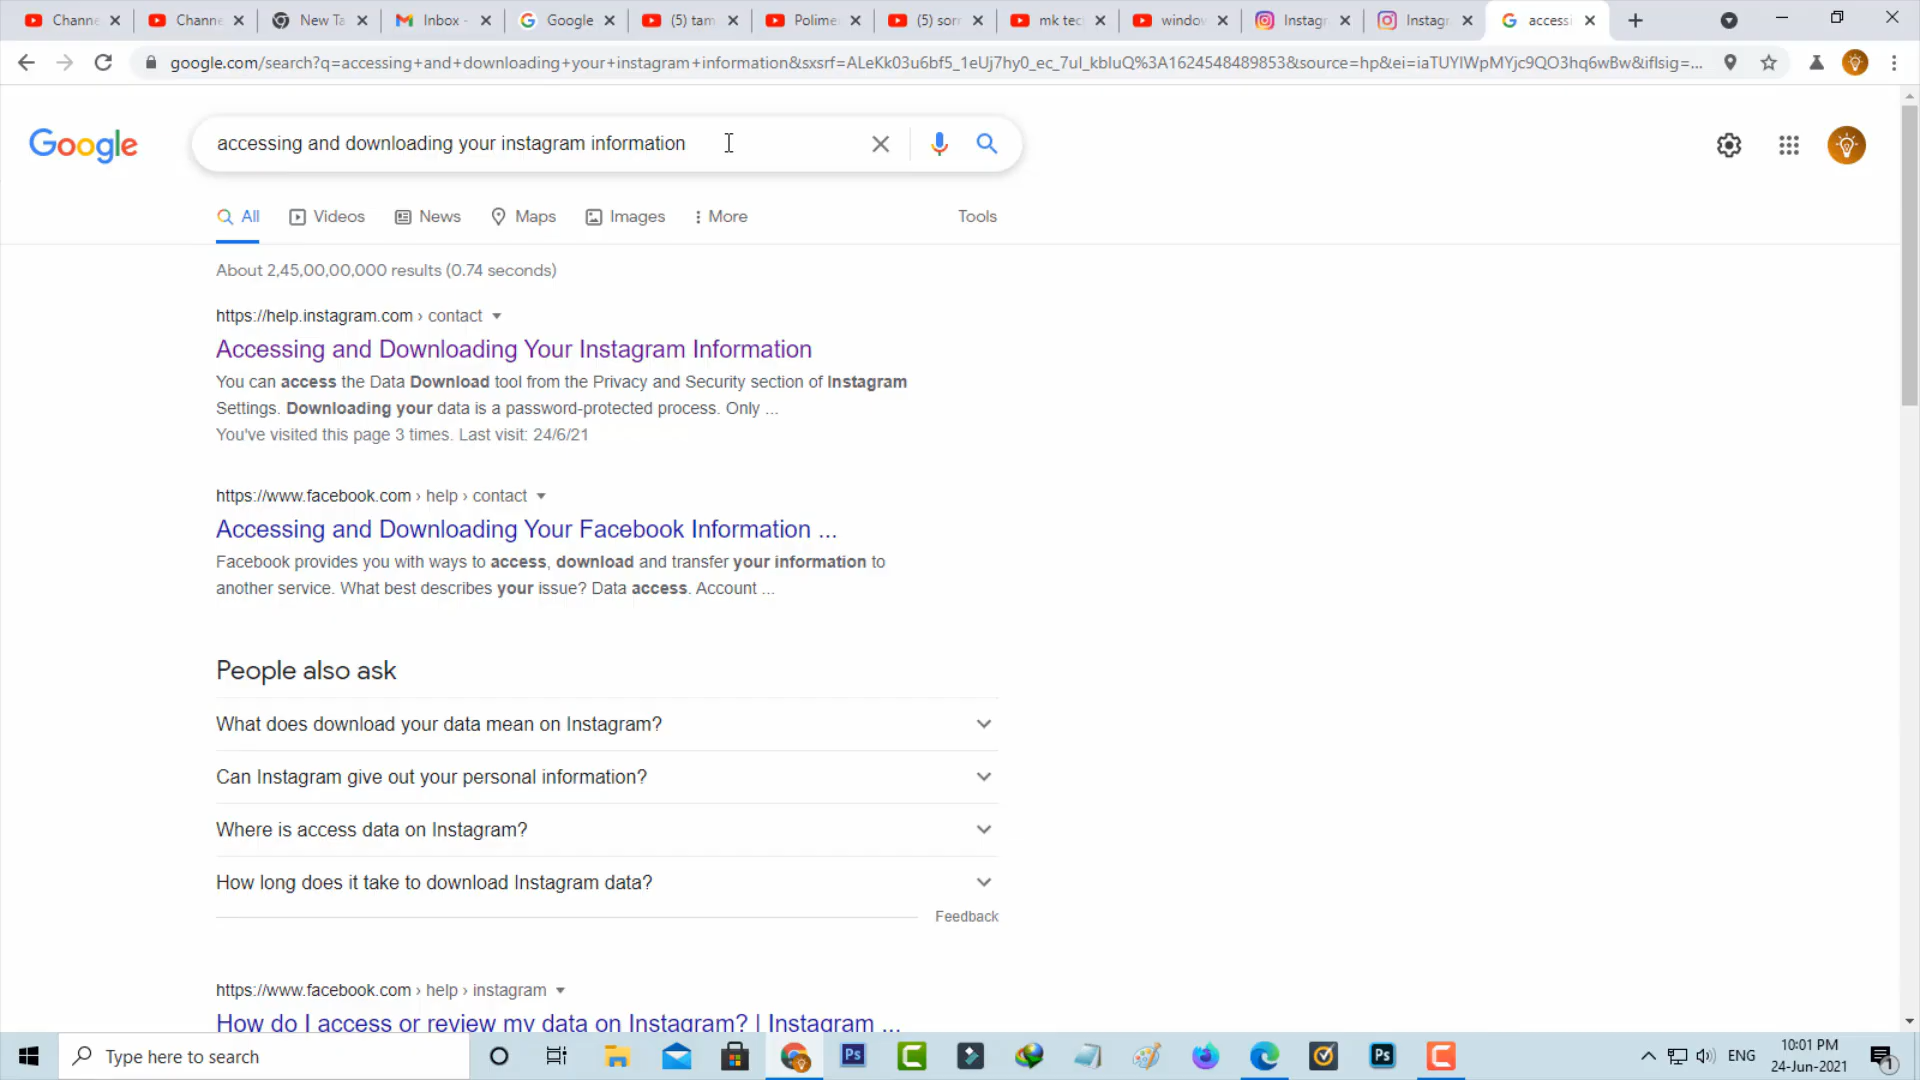 Channe
Channe
New Ta
Inbox -
Google
(5) tam
Polime
(5) son
mk tec
windov
Instagr
Instagr
accessi
google.com/search?q=accessing+and+downloading+your+instagram+information&sxsrf=ALeKk03u6bf5_1eUj7hy0_ec_7ul_kbluQ%3A1624548489853&source=hp&ei=iaTUYIWpMYjc9QO3hq6wBw&iflsig=...
Google
accessing and downloading your instagram information
All
Videos
News
Maps
Images
More
Tools
About 2,45,00,00,000 results (0.74 seconds)
https://help.instagram.com › contact
Accessing and Downloading Your Instagram Information
You can access the Data Download tool from the Privacy and Security section of Instagram
Settings. Downloading your data is a password-protected process. Only ...
You've visited this page 3 times. Last visit: 24/6/21
https://www.facebook.com › help › contact
Accessing and Downloading Your Facebook Information ...
Facebook provides you with ways to access, download and transfer your information to
another service. What best describes your issue? Data access. Account ...
People also ask
What does download your data mean on Instagram?
Can Instagram give out your personal information?
Where is access data on Instagram?
How long does it take to download Instagram data?
Feedback
https://www.facebook.com › help › instagram
How do I access or review my data on Instagram? | Instagram ...
Type here to search
Ps
Ps
ENG
10:01 PM
24-Jun-2021
1